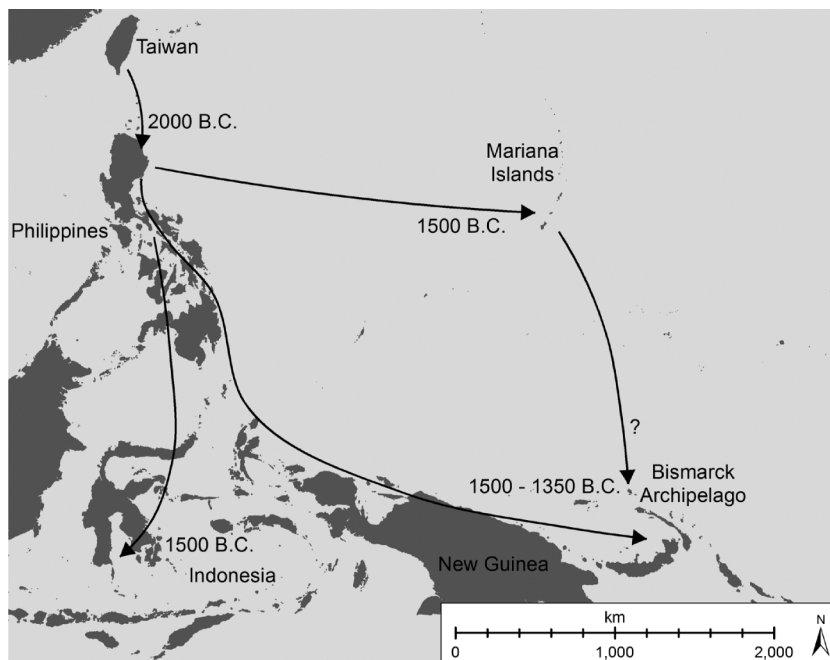 Taiwan
2000 B.C.
Mariana
Islands
Philippines
1500 B.C.
?
Bismarck
Archipelago
1500 - 1350 B.C.
1500 B.C.
Indonesia
New Guinea
km
N
0
1,000
2,000